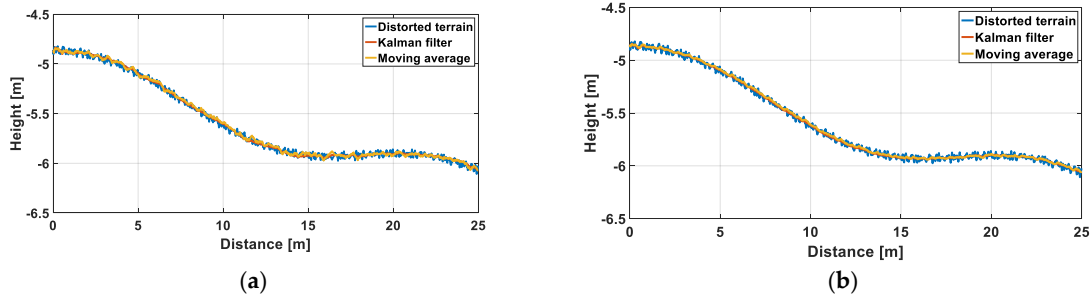 -4.5
-5
-5.5
-6
-6.5
Height [m]
0
5
10
15
20
25
Distance [m]
Distorted terrain
Kalman filter
Moving average
(a)
-4.5
-5
-5.5
-6
-6.5
Height [m]
0
5
10
15
20
25
Distance [m]
Distorted terrain
Kalman filter
Moving average
(b)